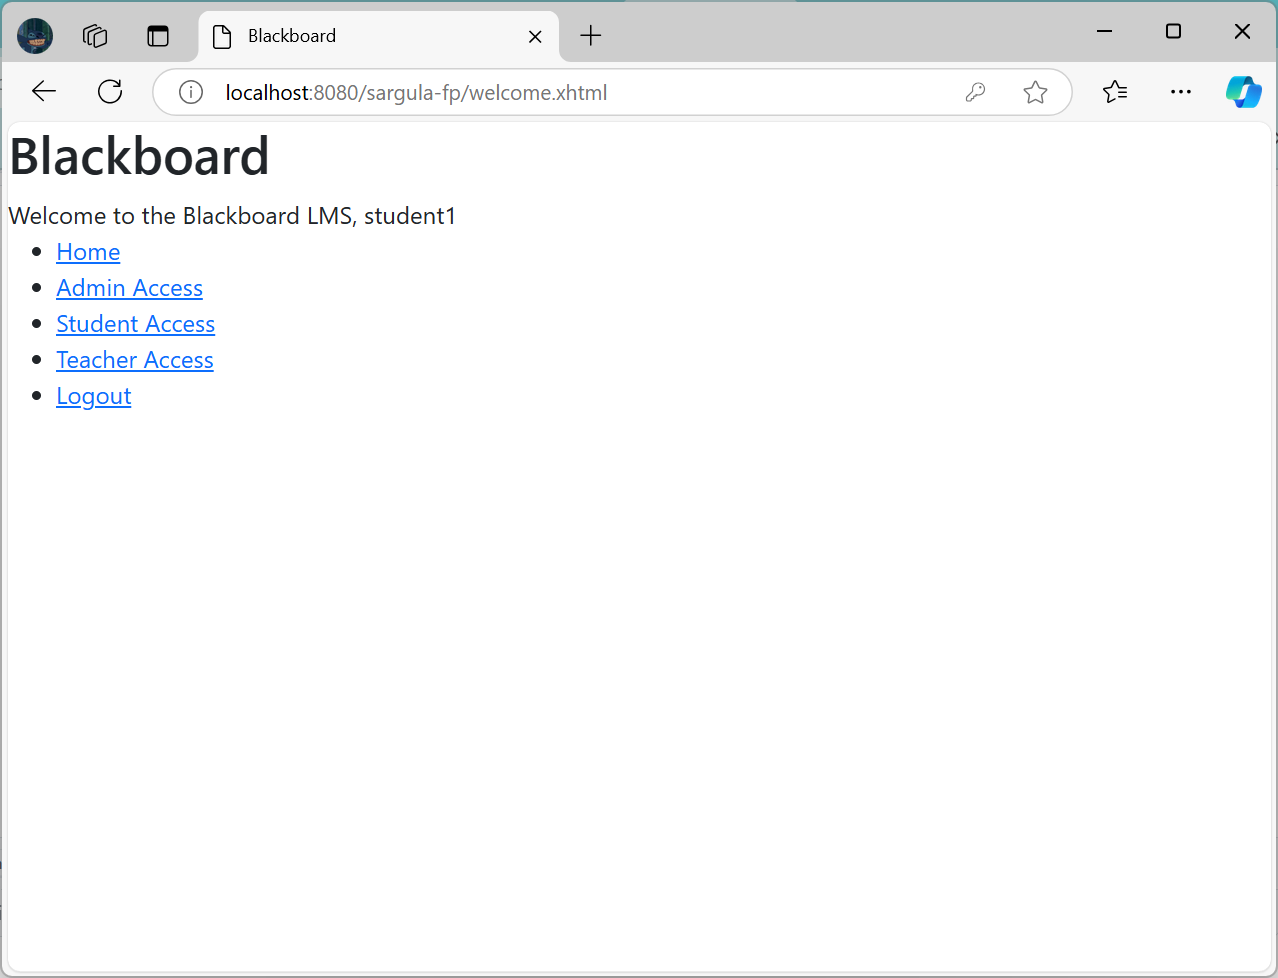 Blackboard
localhost:8080/sargula-fp/welcome.xhtml
Blackboard
Welcome to the Blackboard LMS, student1
Home
Admin Access
Student Access
Teacher Access
Logout